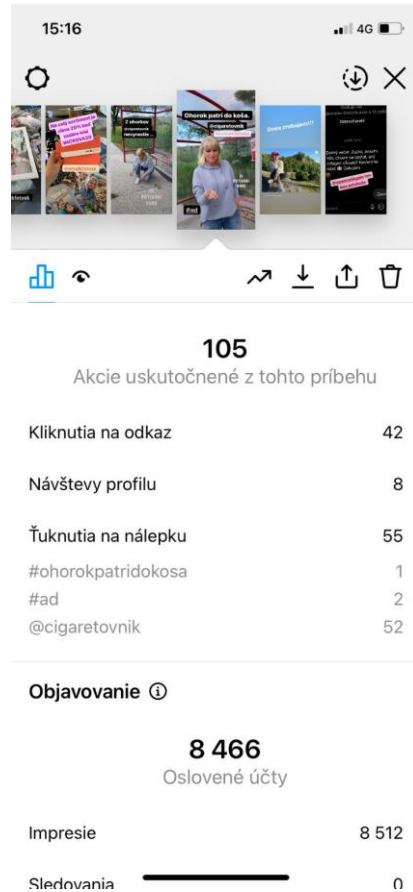 15:16
4G
Z ohorkov
Ohorok patrí do koša.
@cigaretovnik
#ad
105
Akcie uskutočnené z tohto príbehu
Kliknutia na odkaz 42
Návštevy profilu 8
Ťuknutia na nálepku 55
#ohorokpatridokosa 1
#ad 2
@cigaretovnik 52
Objavovanie
8 466
Oslovené účty
Impresie 8 512
Sledovania 0